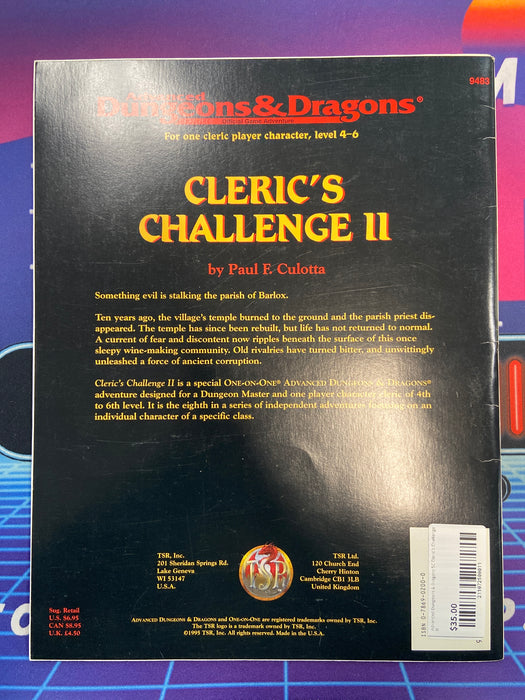 9483
Advanced
Dungeons&Dragons®
Official Game Adventure
For one cleric player character, level 4–6
CLERIC'S
CHALLENGE II
by Paul F. Culotta
Something evil is stalking the parish of Barlox.
Ten years ago, the village's temple burned to the ground and the parish priest dis-
appeared. The temple has since been rebuilt, but life has not returned to normal.
A current of fear and discontent now ripples beneath the surface of this once
sleepy wine-making community. Old rivalries have turned bitter, and unwittingly
unleashed a force of ancient corruption.
Cleric's Challenge II is a special ONE-ON-ONE® ADVANCED DUNGEONS & DRAGONS®
adventure designed for a Dungeon Master and one player character cleric of 4th
to 6th level. It is the eighth in a series of independent adventures focusing on an
individual character of a specific class.
TSR, Inc.
201 Sheridan Springs Rd.
Lake Geneva
WI 53147
U.S.A.
TSR
TSR Ltd.
120 Church End
Cherry Hinton
Cambridge CB1 3LB
United Kingdom
Sug. Retail
U.S. $6.95
CAN $8.95
U.K. £4.50
ADVANCED DUNGEONS & DRAGONS and ONE-ON-ONE are registered trademarks owned by TSR, Inc.
The TSR logo is a trademark owned by TSR, Inc.
©1995 TSR, Inc. All rights reserved. Made in the U.S.A.
ISBN 0-7869-0200-0
$35.00